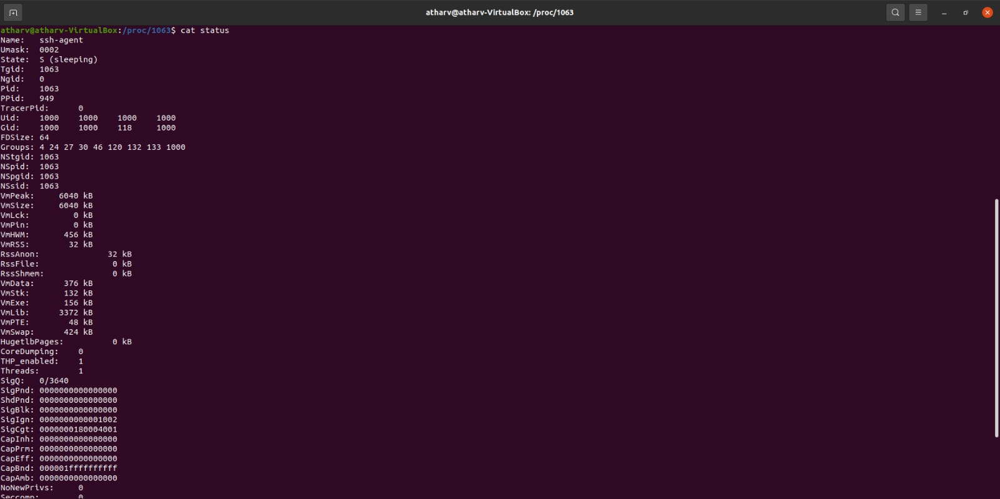 atharv@atharv-VirtualBox: /proc/1063
atharv@atharv-VirtualBox:/proc/1063$ cat status
Name:   ssh-agent
Umask:  0002
State:  S (sleeping)
Tgid:   1063
Ngid:   0
Pid:    1063
PPid:   949
TracerPid:      0
Uid:    1000    1000    1000    1000
Gid:    1000    1000    118     1000
FDSize: 64
Groups: 4 24 27 30 46 120 132 133 1000
NStgid: 1063
NSpid:  1063
NSpgid: 1063
NSsid:  1063
VmPeak:     6040 kB
VmSize:     6040 kB
VmLck:         0 kB
VmPin:         0 kB
VmHWM:       456 kB
VmRSS:        32 kB
RssAnon:              32 kB
RssFile:               0 kB
RssShmem:              0 kB
VmData:      376 kB
VmStk:       132 kB
VmExe:       156 kB
VmLib:      3372 kB
VmPTE:        48 kB
VmSwap:      424 kB
HugetlbPages:          0 kB
CoreDumping:    0
THP_enabled:    1
Threads:        1
SigQ:   0/3640
SigPnd: 0000000000000000
ShdPnd: 0000000000000000
SigBlk: 0000000000000000
SigIgn: 0000000000001002
SigCgt: 0000000180004001
CapInh: 0000000000000000
CapPrm: 0000000000000000
CapEff: 0000000000000000
CapBnd: 000001ffffffffff
CapAmb: 0000000000000000
NoNewPrivs:     0
Seccomp:        0